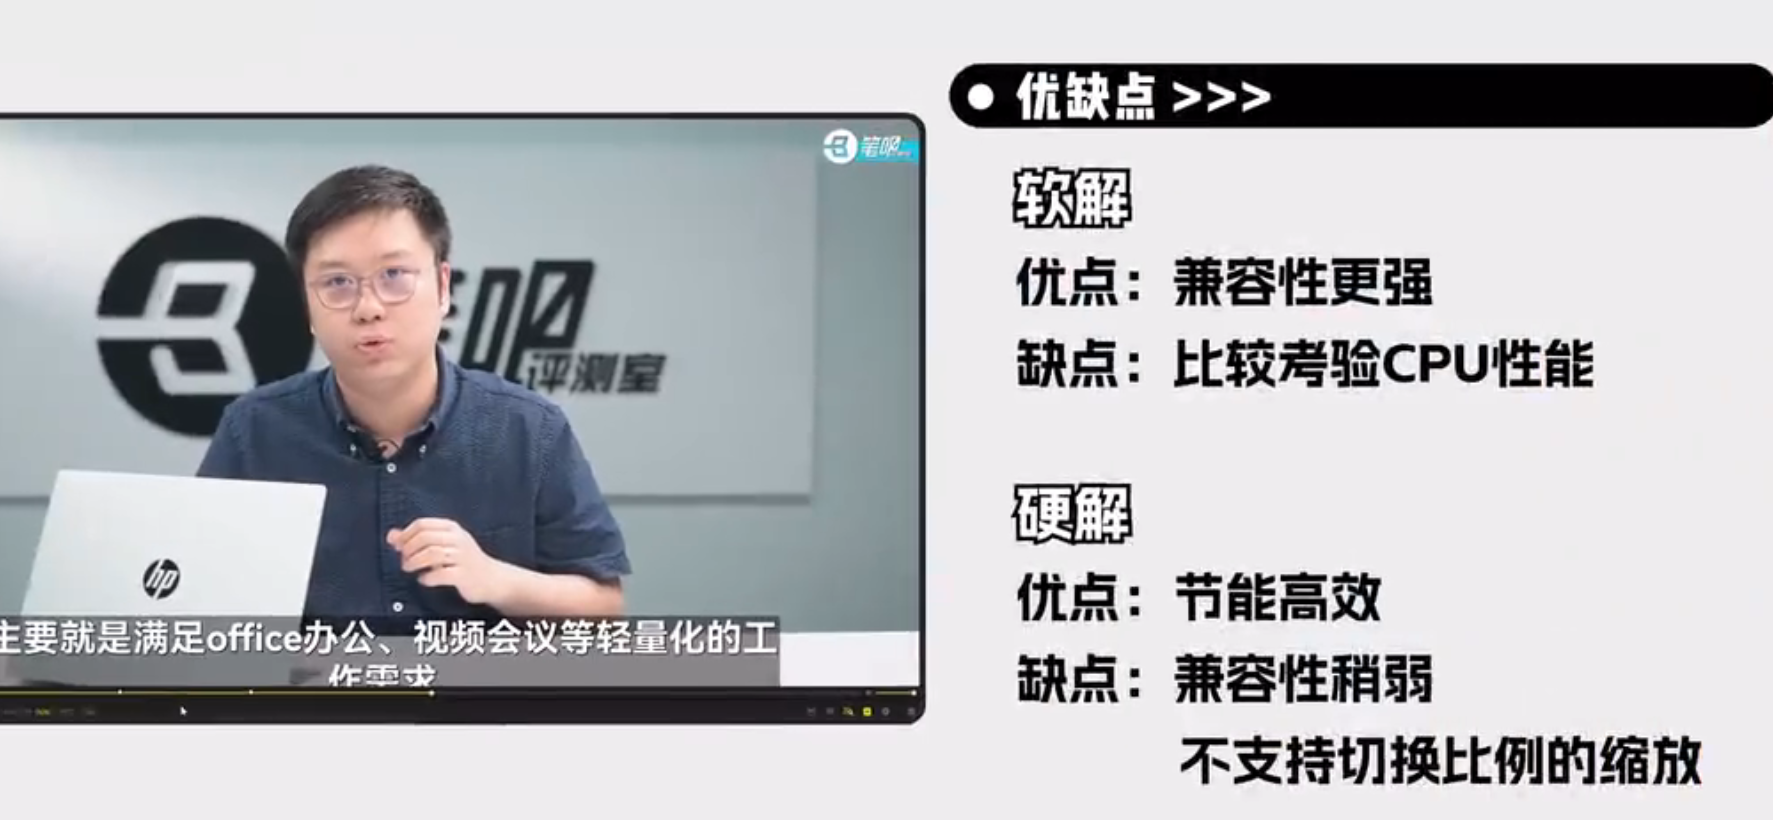 优缺点 >>>
软解
优点：兼容性更强
缺点：比较考验CPU性能
硬解
优点：节能高效
缺点：兼容性稍弱
不支持切换比例的缩放
笔吧
笔吧
评测室
hp
主要就是满足office办公、视频会议等轻量化的工
作需求